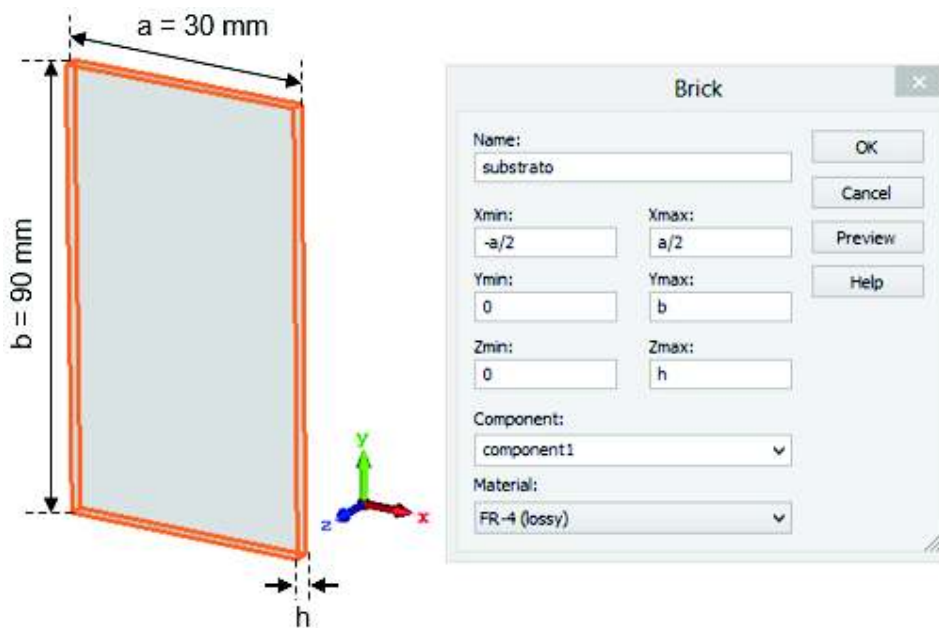 a = 30 mm
b = 90 mm
h
y
z
x
Brick
Name:
substrato
Xmin:
Xmax:
-a/2
a/2
Ymin:
Ymax:
0
b
Zmin:
Zmax:
0
h
Component:
component1
Material:
FR-4 (lossy)
OK
Cancel
Preview
Help